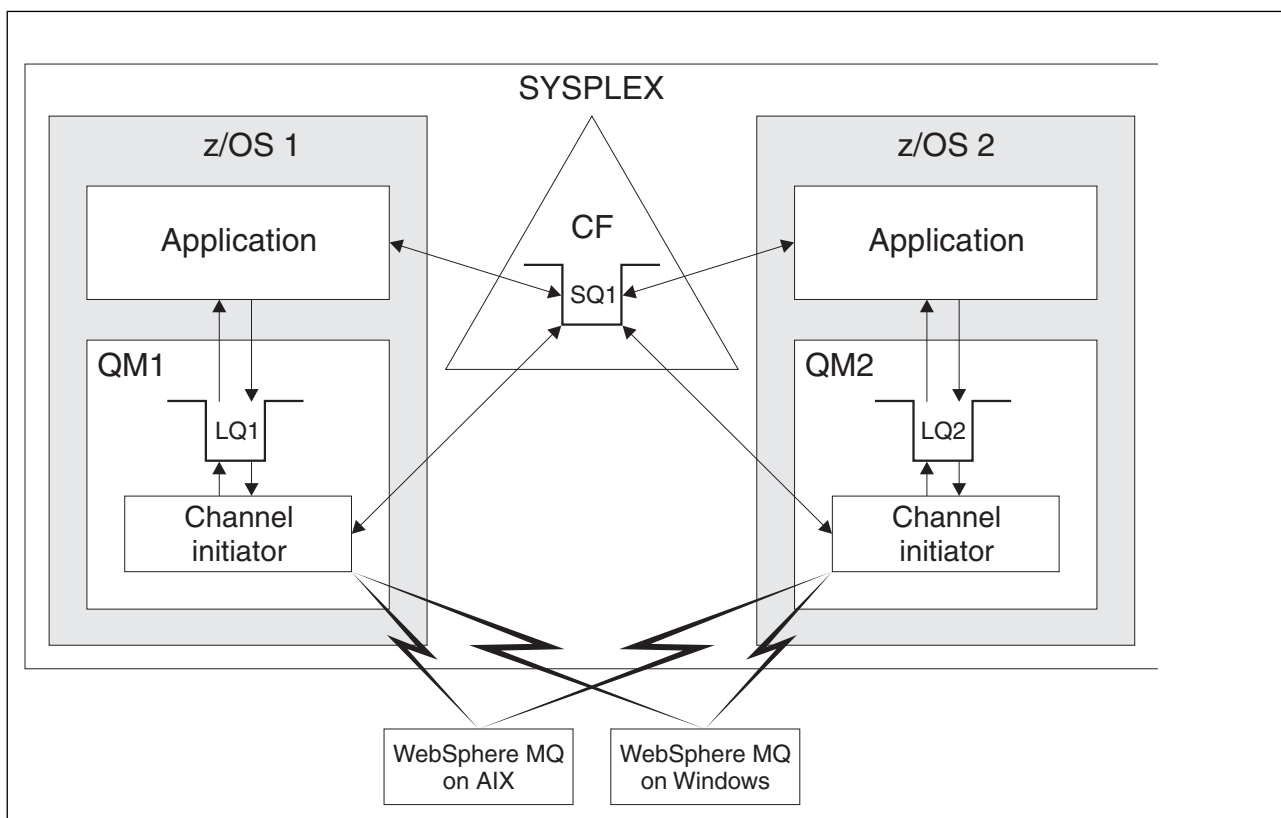 SYSPLEX
z/OS 1
Application
QM1
LQ1
Channel
initiator
CF
SQ1
z/OS 2
Application
QM2
LQ2
Channel
initiator
WebSphere MQ
on AIX
WebSphere MQ
on Windows